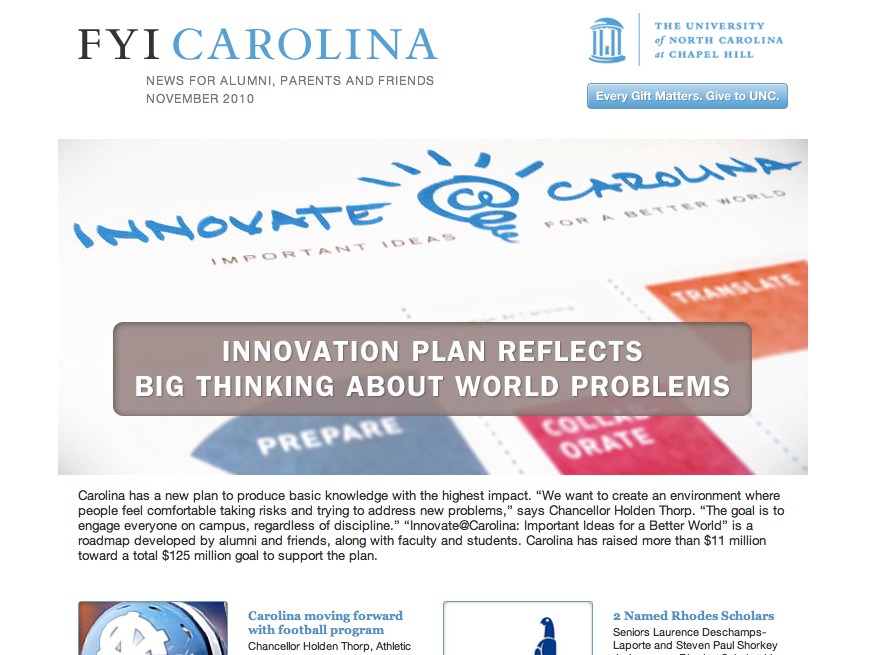 FYI CAROLINA
NEWS FOR ALUMNI, PARENTS AND FRIENDS
NOVEMBER 2010
THE UNIVERSITY
of NORTH CAROLINA
at CHAPEL HILL
Every Gift Matters. Give to UNC.
INNOVATE @ CAROLINA
IMPORTANT IDEAS FOR A BETTER WORLD
TRANSLATE
INNOVATION PLAN REFLECTS
BIG THINKING ABOUT WORLD PROBLEMS
PREPARE
COLLAB-
ORATE
Carolina has a new plan to produce basic knowledge with the highest impact. “We want to create an environment where
people feel comfortable taking risks and trying to address new problems,” says Chancellor Holden Thorp. “The goal is to
engage everyone on campus, regardless of discipline.” “Innovate@Carolina: Important Ideas for a Better World” is a
roadmap developed by alumni and friends, along with faculty and students. Carolina has raised more than $11 million
toward a total $125 million goal to support the plan.
Carolina moving forward
with football program
Chancellor Holden Thorp, Athletic
2 Named Rhodes Scholars
Seniors Laurence Deschamps-
Laporte and Steven Paul Shorkey